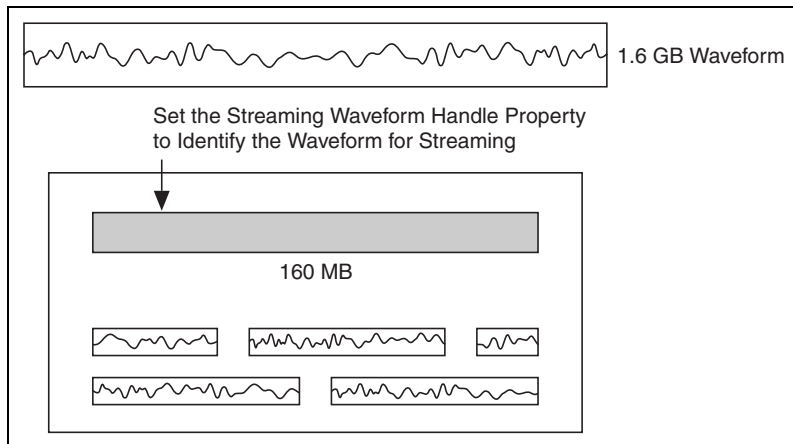 1.6 GB Waveform
Set the Streaming Waveform Handle Property
to Identify the Waveform for Streaming
160 MB